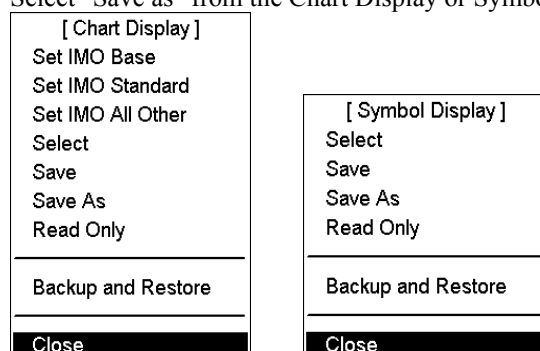 Select "Save as" from the Chart Display or Symbo
[ Chart Display ]
Set IMO Base
Set IMO Standard
Set IMO All Other
Select
Save
Save As
Read Only
Backup and Restore
Close
[ Symbol Display ]
Select
Save
Save As
Read Only
Backup and Restore
Close